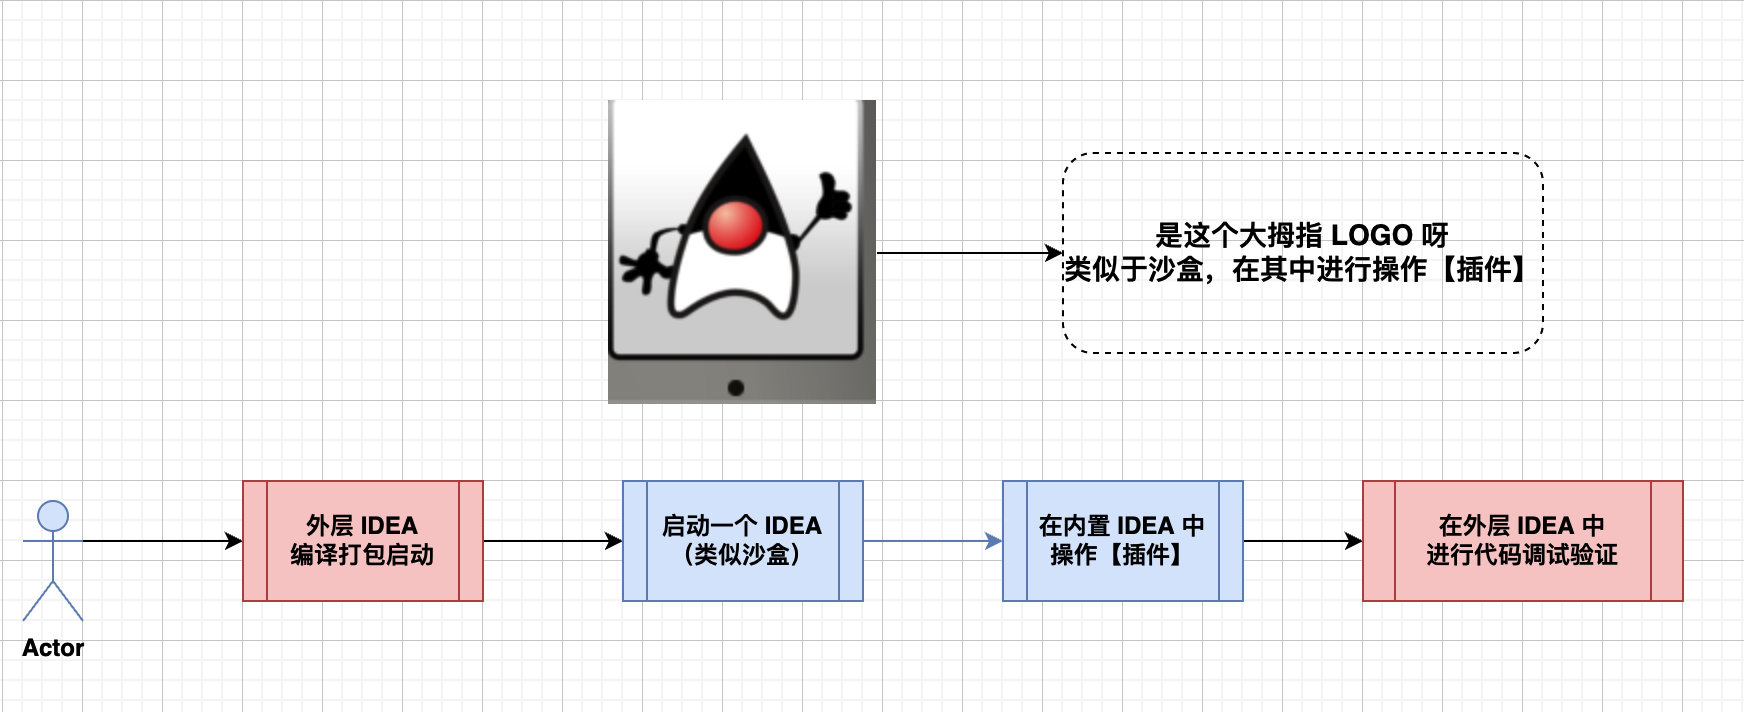 是这个大拇指 LOGO 呀
类似于沙盒，在其中进行操作【插件】
外层 IDEA
编译打包启动
启动一个 IDEA
（类似沙盒）
在内置 IDEA 中
操作【插件】
在外层 IDEA 中
进行代码调试验证
Actor